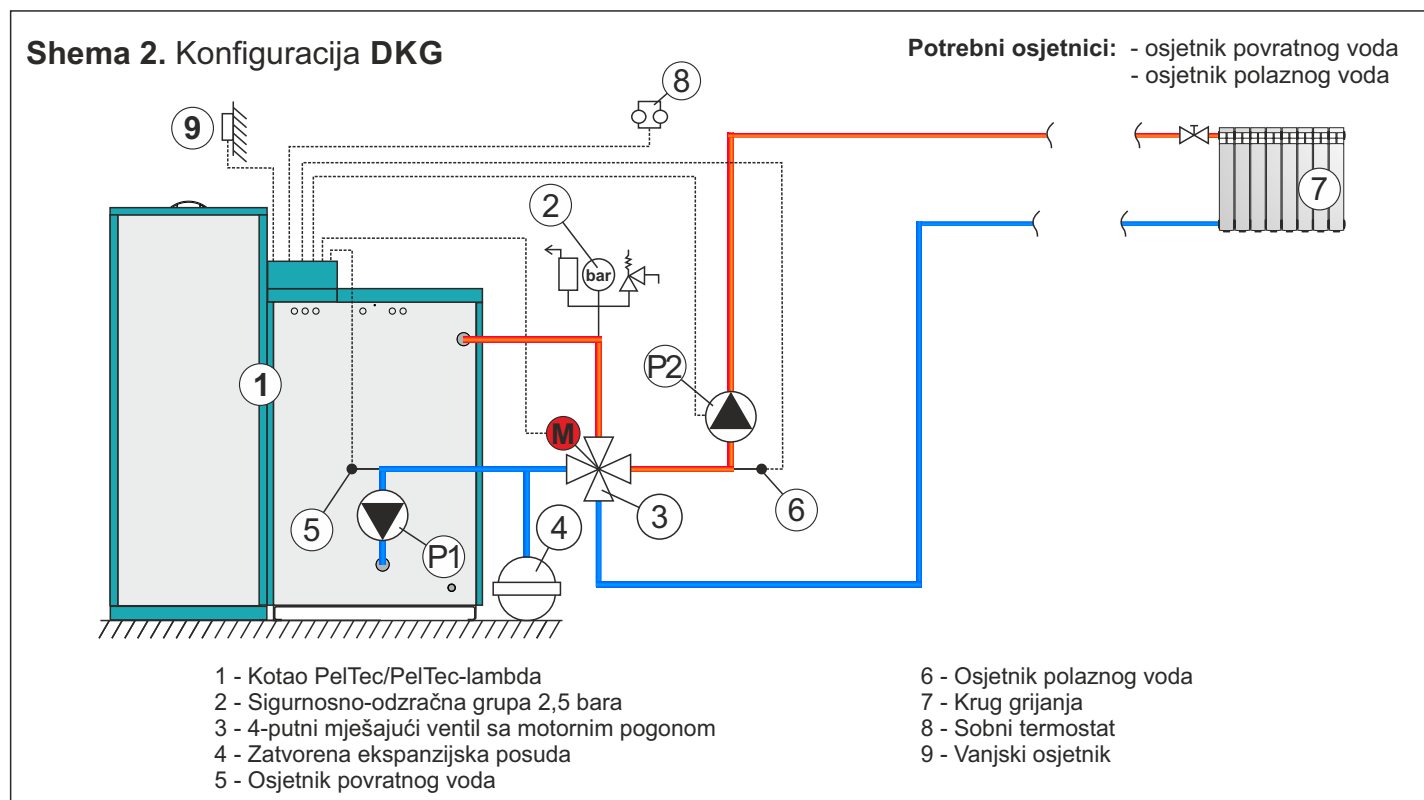 Shema 2. Konfiguracija DKG
Potrebni osjetnici: - osjetnik povratnog voda
- osjetnik polaznog voda
8
9
2
7
bar
P2
1
M
5
P1
4
3
6
1 - Kotao PelTec/PelTec-lambda
2 - Sigurnosno-odzračna grupa 2,5 bara
3 - 4-putni mješajući ventil sa motornim pogonom
4 - Zatvorena ekspanzijska posuda
5 - Osjetnik povratnog voda
6 - Osjetnik polaznog voda
7 - Krug grijanja
8 - Sobni termostat
9 - Vanjski osjetnik